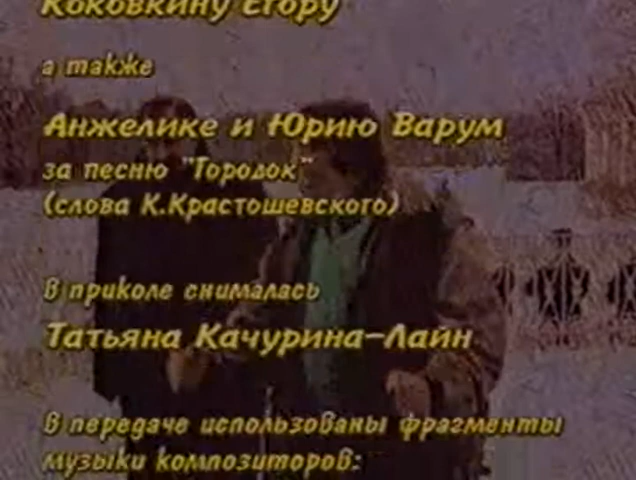 Коковкину Егору
а также
Анжелике и Юрию Варум
за песню "Городок"
(слова К.Крастошевского)
в приколе снималась
Татьяна Качурина-Лайн
в передаче использованы фрагменты
музыки композиторов: